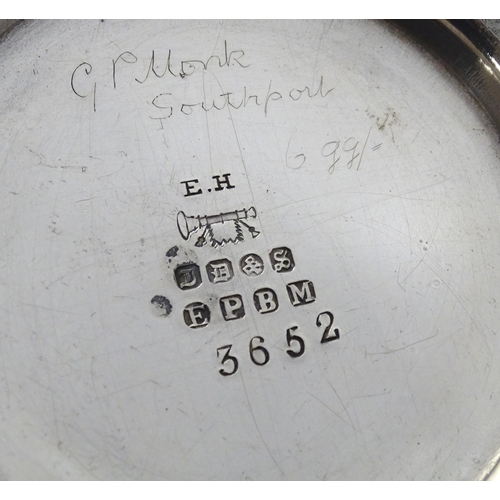 G P Monk
Southport
E.H
J D & S
E P B M
3652